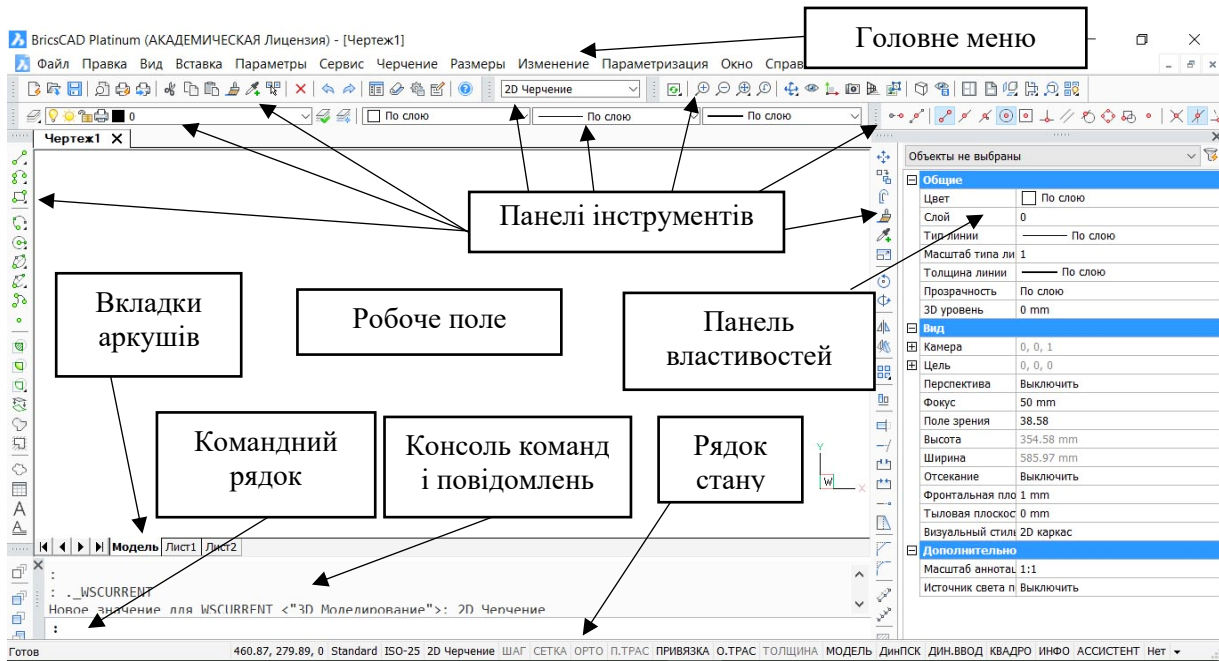 BricsCAD Platinum (АКАДЕМИЧЕСКАЯ Лицензия) - [Чертеж1]
Головне меню
Файл Правка Вид Вставка Параметры Сервис Черчение Размеры Изменение Параметризация Окно Спра
2D Черчение
0 По слою По слою По слою
Чертеж1
Объекты не выбраны
Общие
Цвет По слою
Слой 0
Тип линии По слою
Масштаб типа ли 1
Толщина линии По слою
Прозрачность По слою
3D уровень 0 mm
Вид
Камера 0, 0, 1
Цель 0, 0, 0
Перспектива Выключить
Фокус 50 mm
Поле зрения 38.58
Высота 354.58 mm
Ширина 585.97 mm
Отсекание Выключить
Фронтальная пло 1 mm
Тыловая плоскос 0 mm
Визуальный стиль 2D каркас
Дополнительно
Масштаб аннотац 1:1
Источник света п Выключить
Панелі інструментів
Вкладки
аркушів
Робоче поле
Панель
властивостей
Командний
рядок
Консоль команд
і повідомлень
Рядок
стану
Y
W
X
A
A
Модель Лист1 Лист2
:
: ._WSCURRENT
Новое значение для WSCURRENT <"3D Моделирование">: 2D Черчение
:
Готов 460.87, 279.89, 0 Standard ISO-25 2D Черчение ШАГ СЕТКА ОРТО П.ТРАС ПРИВЯЗКА О.ТРАС ТОЛЩИНА МОДЕЛЬ ДинПСК ДИН.ВВОД КВАДРО ИНФО АССИСТЕНТ Нет